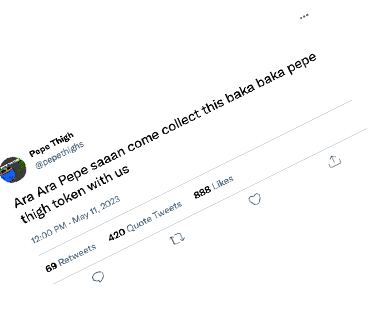 Pepe Thigh
@pepethighs
Ara Ara Pepe saaan come collect this baka baka pepe
thigh token with us
12:00 PM · May 11, 2023
69 Retweets 420 Quote Tweets 888 Likes